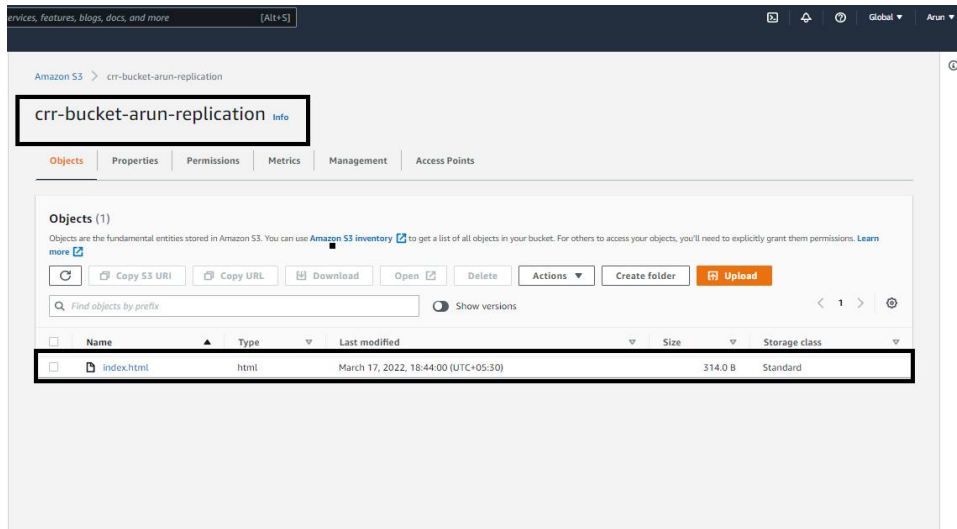 ervices, features, blogs, docs, and more [Alt+S] Global ▼ Arun ▼
Amazon S3 > crr-bucket-arun-replication
crr-bucket-arun-replication Info
Objects Properties Permissions Metrics Management Access Points
Objects (1)
Objects are the fundamental entities stored in Amazon S3. You can use Amazon S3 inventory to get a list of all objects in your bucket. For others to access your objects, you'll need to explicitly grant them permissions. Learn
more
Copy S3 URI Copy URL Download Open Delete Actions ▼ Create folder Upload
Find objects by prefix Show versions < 1 >
Name ▲ Type Last modified Size Storage class
index.html html March 17, 2022, 18:44:00 (UTC+05:30) 314.0 B Standard